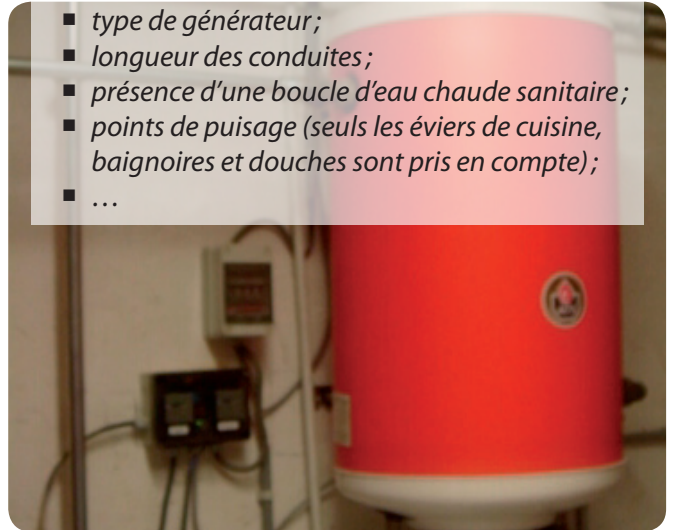 ▪ type de générateur ;
▪ longueur des conduites ;
▪ présence d'une boucle d'eau chaude sanitaire ;
▪ points de puisage (seuls les éviers de cuisine,
baignoires et douches sont pris en compte) ;
▪ …